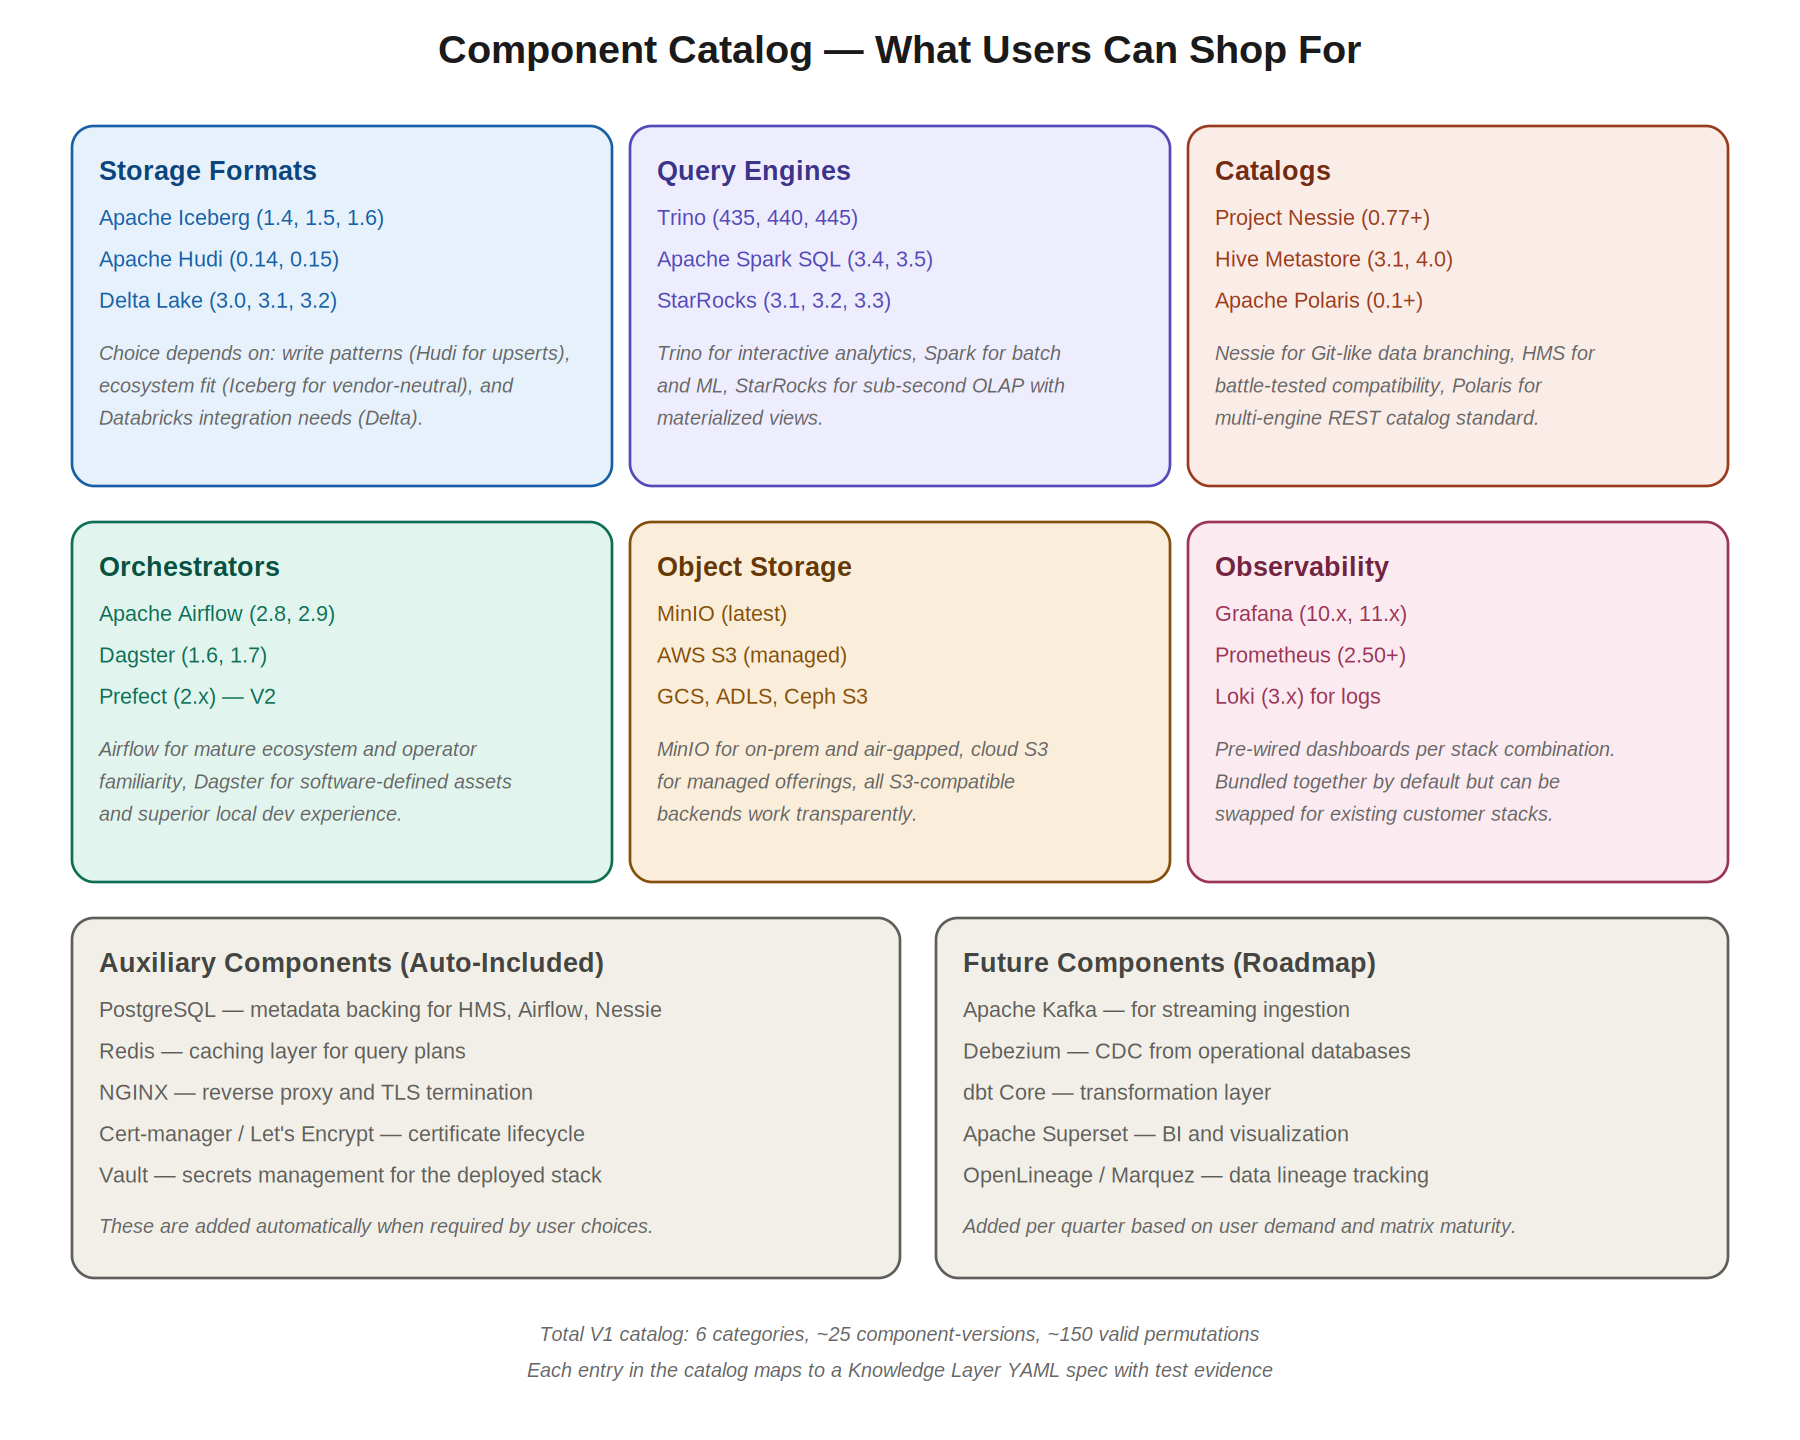 Component Catalog — What Users Can Shop For
Storage Formats
Apache Iceberg (1.4, 1.5, 1.6)
Apache Hudi (0.14, 0.15)
Delta Lake (3.0, 3.1, 3.2)
Choice depends on: write patterns (Hudi for upserts),
ecosystem fit (Iceberg for vendor-neutral), and
Databricks integration needs (Delta).
Query Engines
Trino (435, 440, 445)
Apache Spark SQL (3.4, 3.5)
StarRocks (3.1, 3.2, 3.3)
Trino for interactive analytics, Spark for batch
and ML, StarRocks for sub-second OLAP with
materialized views.
Catalogs
Project Nessie (0.77+)
Hive Metastore (3.1, 4.0)
Apache Polaris (0.1+)
Nessie for Git-like data branching, HMS for
battle-tested compatibility, Polaris for
multi-engine REST catalog standard.
Orchestrators
Apache Airflow (2.8, 2.9)
Dagster (1.6, 1.7)
Prefect (2.x) — V2
Airflow for mature ecosystem and operator
familiarity, Dagster for software-defined assets
and superior local dev experience.
Object Storage
MinIO (latest)
AWS S3 (managed)
GCS, ADLS, Ceph S3
MinIO for on-prem and air-gapped, cloud S3
for managed offerings, all S3-compatible
backends work transparently.
Observability
Grafana (10.x, 11.x)
Prometheus (2.50+)
Loki (3.x) for logs
Pre-wired dashboards per stack combination.
Bundled together by default but can be
swapped for existing customer stacks.
Auxiliary Components (Auto-Included)
PostgreSQL — metadata backing for HMS, Airflow, Nessie
Redis — caching layer for query plans
NGINX — reverse proxy and TLS termination
Cert-manager / Let's Encrypt — certificate lifecycle
Vault — secrets management for the deployed stack
These are added automatically when required by user choices.
Future Components (Roadmap)
Apache Kafka — for streaming ingestion
Debezium — CDC from operational databases
dbt Core — transformation layer
Apache Superset — BI and visualization
OpenLineage / Marquez — data lineage tracking
Added per quarter based on user demand and matrix maturity.
Total V1 catalog: 6 categories, ~25 component-versions, ~150 valid permutations
Each entry in the catalog maps to a Knowledge Layer YAML spec with test evidence